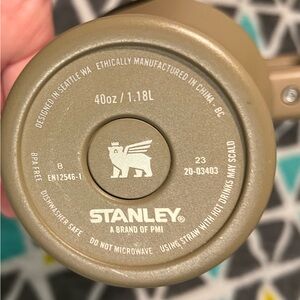 DESIGNED IN SEATTLE WA   ETHICALLY MANUFACTURED IN CHINA - BC
40oz / 1.18L
BPA FREE
B
EN12546-1
23
20-03403
STANLEY®
A BRAND OF PMI
DISHWASHER SAFE   DO NOT MICROWAVE   USING STRAW WITH HOT DRINKS MAY SCALD